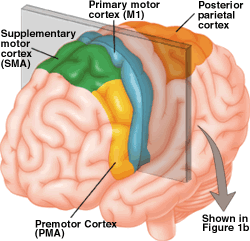 Primary motor
cortex (M1)
Posterior
parietal
cortex
Supplementary
motor
cortex
(SMA)
Premotor Cortex
(PMA)
Shown in
Figure 1b.